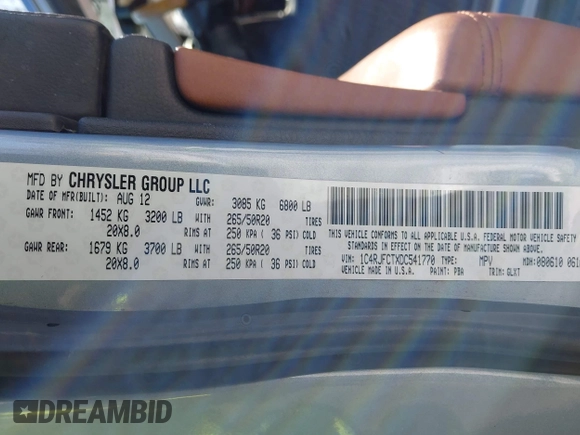 MFD BY CHRYSLER GROUP LLC
DATE OF MFR(BUILT): AUG 12 GVWR: 3085 KG 6800 LB
GAWR FRONT: 1452 KG 3200 LB WITH 265/50R20 TIRES
20X8.0 RIMS AT 250 KPA ( 36 PSI) COLD
GAWR REAR: 1679 KG 3700 LB WITH 265/50R20 TIRES
20X8.0 RIMS AT 250 KPA ( 36 PSI) COLD
THIS VEHICLE CONFORMS TO ALL APPLICABLE U.S.A. FEDERAL MOTOR VEHICLE SAFETY
STANDARDS IN EFFECT ON THE DATE OF MANUFACTURE SHOWN ABOVE.
VIN: 1C4RJFCTXDC541770 TYPE: MPV MDH: 080610
VEHICLE MADE IN U.S.A. PAINT: PBA TRIM: GLXT
DREAMBID